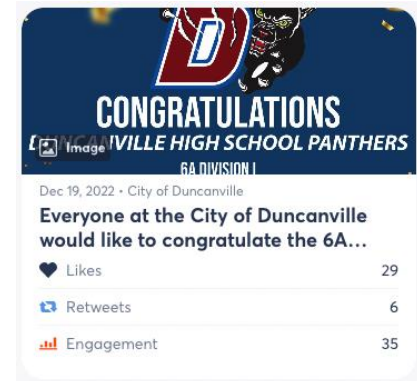 D
CONGRATULATIONS
DUNCANVILLE HIGH SCHOOL PANTHERS
Image
6A DIVISION I
Dec 19, 2022 • City of Duncanville
Everyone at the City of Duncanville
would like to congratulate the 6A...
Likes 29
Retweets 6
Engagement 35